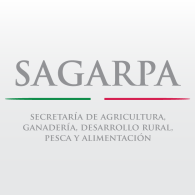 SAGARPA
SECRETARÍA DE AGRICULTURA,
GANADERÍA, DESARROLLO RURAL,
PESCA Y ALIMENTACIÓN